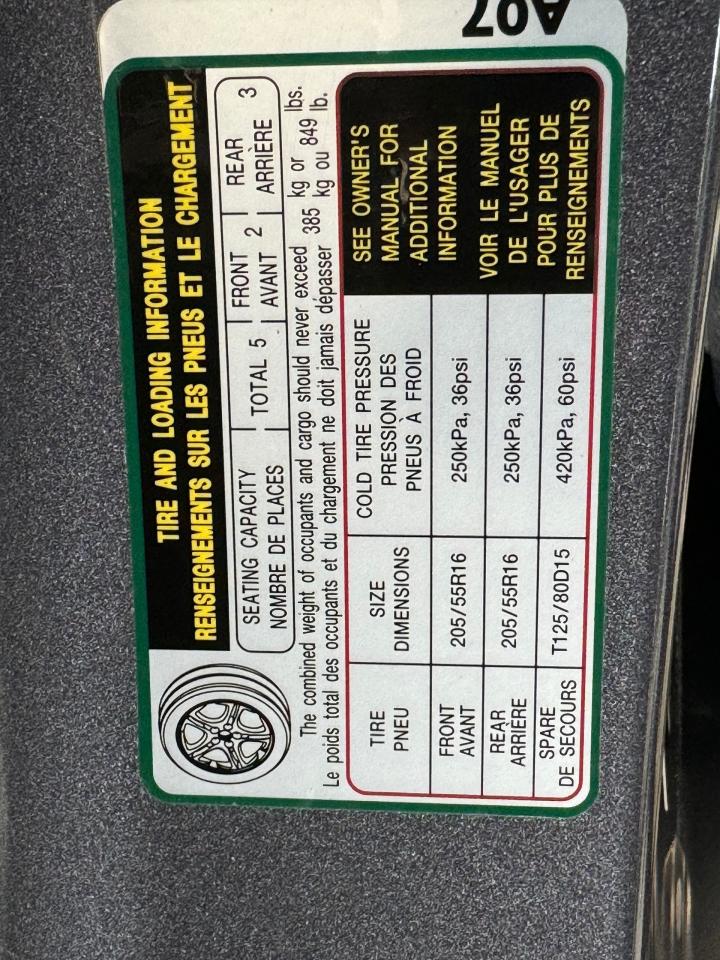 A07
TIRE AND LOADING INFORMATION
RENSEIGNEMENTS SUR LES PNEUS ET LE CHARGEMENT
SEATING CAPACITY
NOMBRE DE PLACES
TOTAL 5
FRONT
AVANT 2
REAR
ARRIÈRE 3
The combined weight of occupants and cargo should never exceed 385 kg or lbs.
Le poids total des occupants et du chargement ne doit jamais dépasser kg ou 849 lb.
TIRE
PNEU
SIZE
DIMENSIONS
COLD TIRE PRESSURE
PRESSION DES
PNEUS À FROID
FRONT
AVANT
205/55R16
250kPa, 36psi
REAR
ARRIÈRE
205/55R16
250kPa, 36psi
SPARE
DE SECOURS
T125/80D15
420kPa, 60psi
SEE OWNER'S
MANUAL FOR
ADDITIONAL
INFORMATION
VOIR LE MANUEL
DE L'USAGER
POUR PLUS DE
RENSEIGNEMENTS